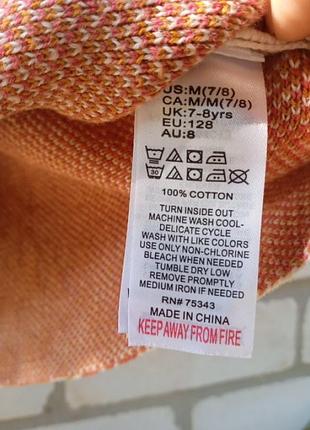 US:M(7/8)
CA:M/M(7/8)
UK:7-8yrs
EU:128
AU:8
30
100% COTTON
TURN INSIDE OUT
MACHINE WASH COOL-
DELICATE CYCLE
WASH WITH LIKE COLORS
USE ONLY NON-CHLORINE
BLEACH WHEN NEEDED
TUMBLE DRY LOW
REMOVE PROMPTLY
MEDIUM IRON IF NEEDED
RN# 75343
MADE IN CHINA
KEEP AWAY FROM FIRE